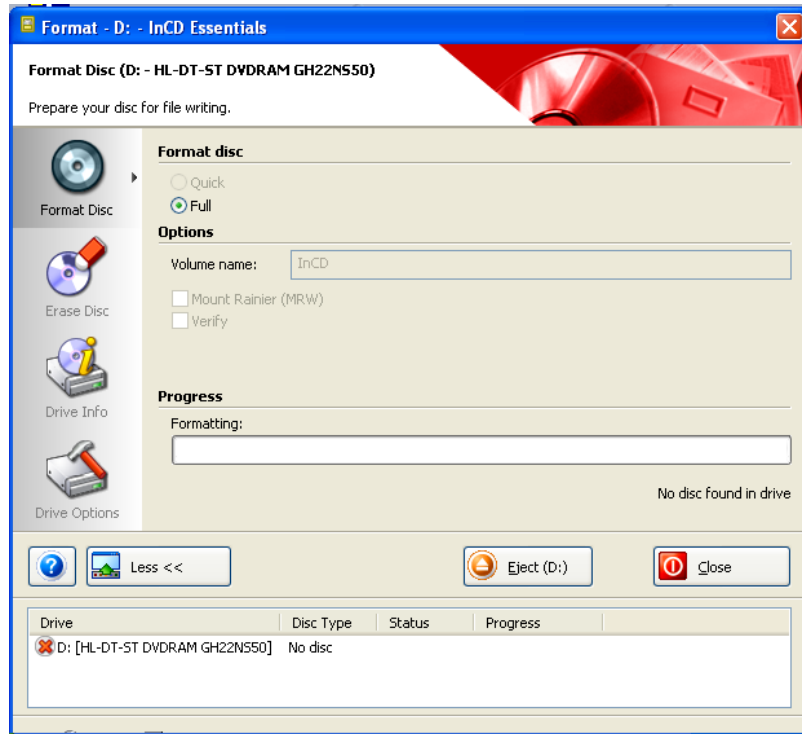 Format - D: - InCD Essentials
Format Disc (D: - HL-DT-ST DVDRAM GH22NS50)
Prepare your disc for file writing.
Format Disc
Erase Disc
Drive Info
Drive Options
Format disc
Quick
Full
Options
Volume name: InCD
Mount Rainier (MRW)
Verify
Progress
Formatting:
No disc found in drive
Less <<
Eject (D:)
Close
Drive Disc Type Status Progress
D: [HL-DT-ST DVDRAM GH22NS50] No disc